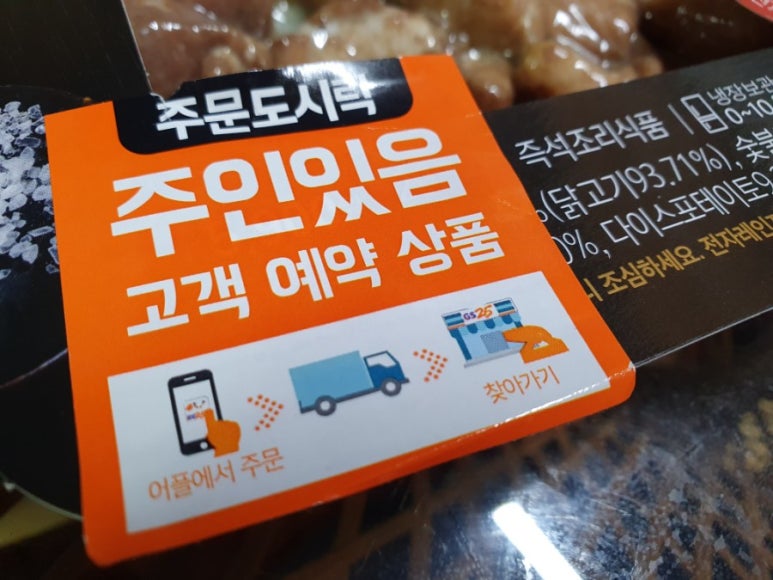 주문도시락
주인있음
고객 예약 상품
GS25
어플에서 주문
찾아가기
즉석조리식품 | 냉장보관
0~10
(닭고기93.71%), 숯불
0%, 다이스포테이토
조심하세요. 전자레인지